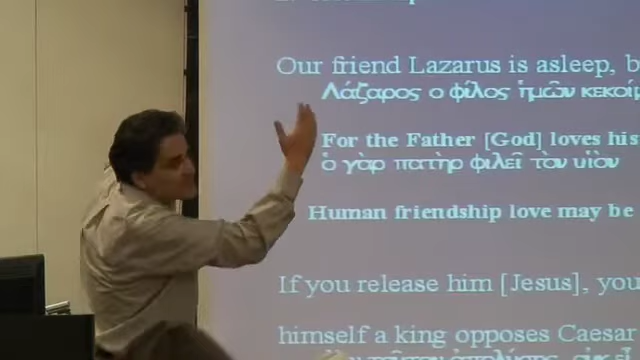 Our friend Lazarus is asleep, b
Λάζαρος ο φίλος ἡμῶν κεκοίμ
For the Father [God] loves his
ὁ γὰρ πατὴρ φιλεῖ τὸν υἱὸν
Human friendship love may be
If you release him [Jesus], you
himself a king opposes Caesar